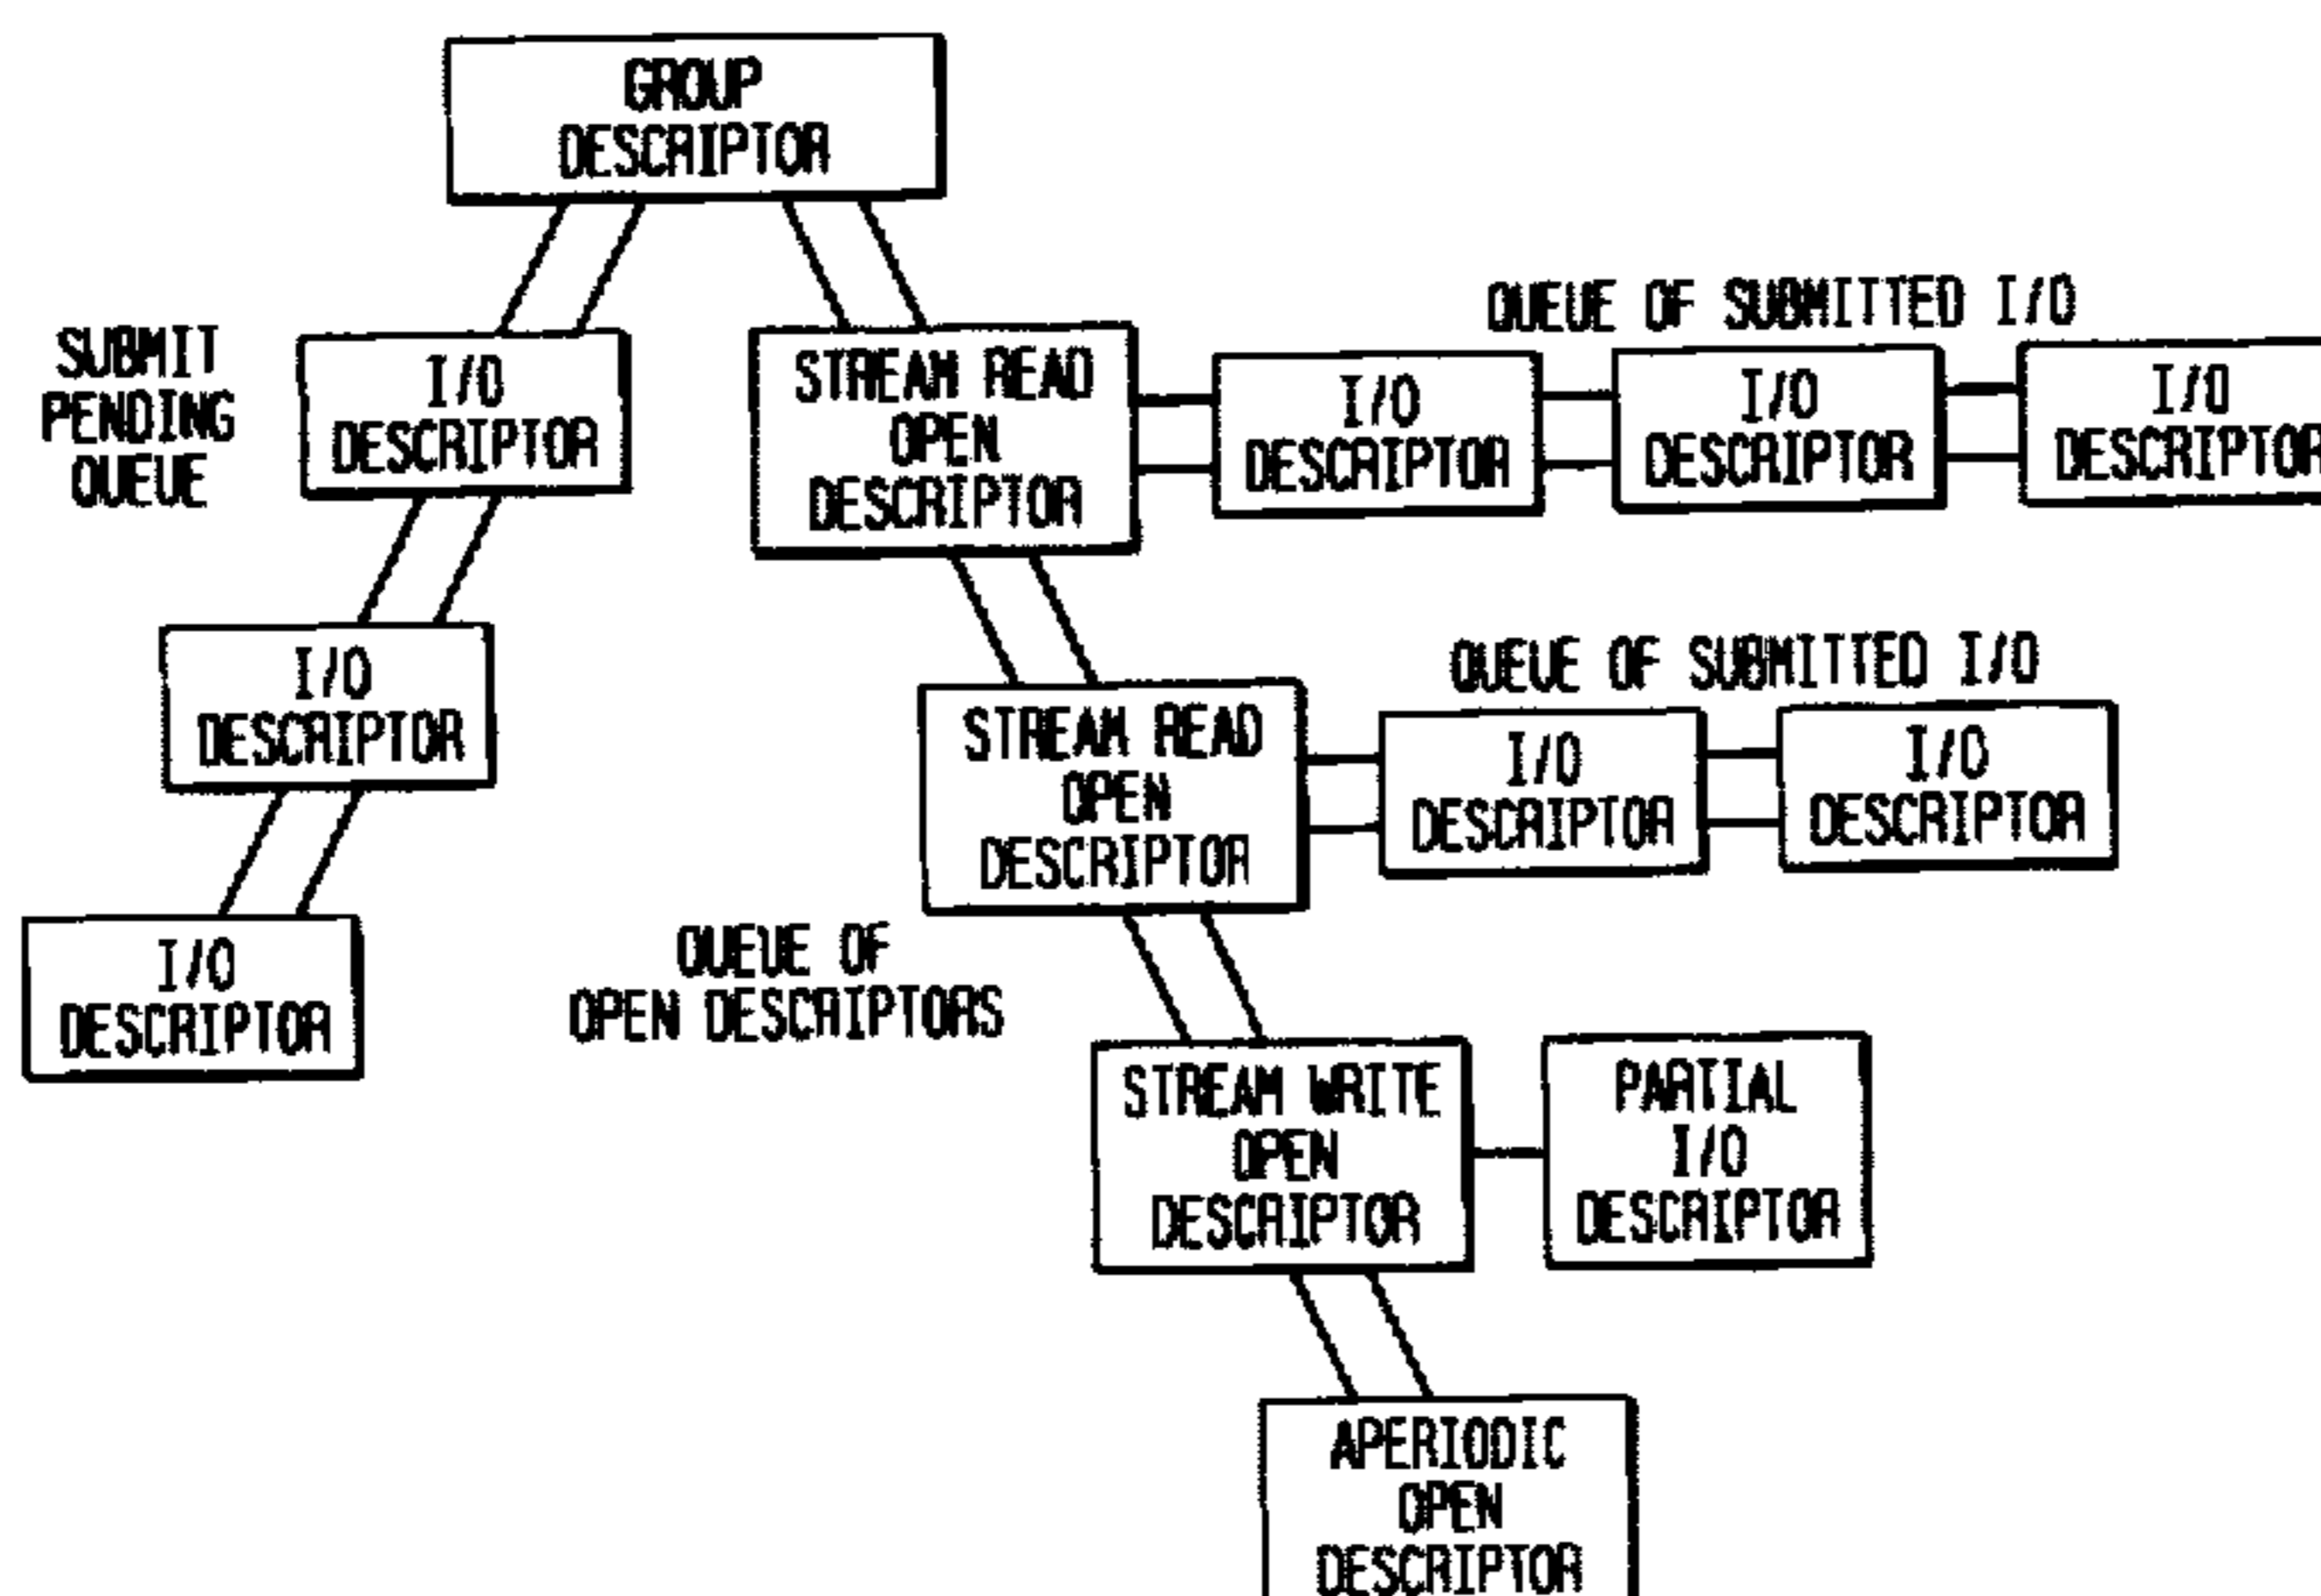 GROUP
DESCRIPTOR
SUBMIT
PENDING
QUEUE
I/O
DESCRIPTOR
STREAM READ
OPEN
DESCRIPTOR
QUEUE OF SUBMITTED I/O
I/O
DESCRIPTOR
I/O
DESCRIPTOR
I/O
DESCRIPTOR
I/O
DESCRIPTOR
STREAM READ
OPEN
DESCRIPTOR
QUEUE OF SUBMITTED I/O
I/O
DESCRIPTOR
I/O
DESCRIPTOR
I/O
DESCRIPTOR
QUEUE OF
OPEN DESCRIPTORS
STREAM WRITE
OPEN
DESCRIPTOR
PARTIAL
I/O
DESCRIPTOR
APERIODIC
OPEN
DESCRIPTOR